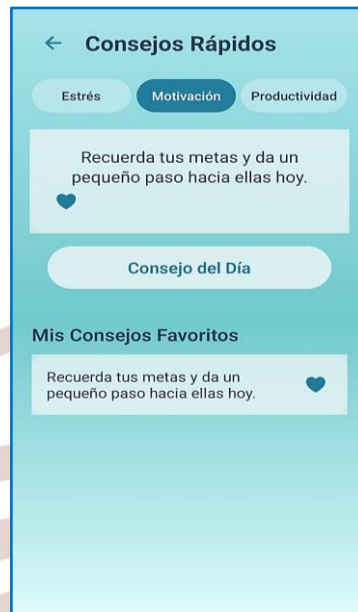 Consejos Rápidos
Estrés Motivación Productividad
Recuerda tus metas y da un
pequeño paso hacia ellas hoy.
Consejo del Día
Mis Consejos Favoritos
Recuerda tus metas y da un
pequeño paso hacia ellas hoy.